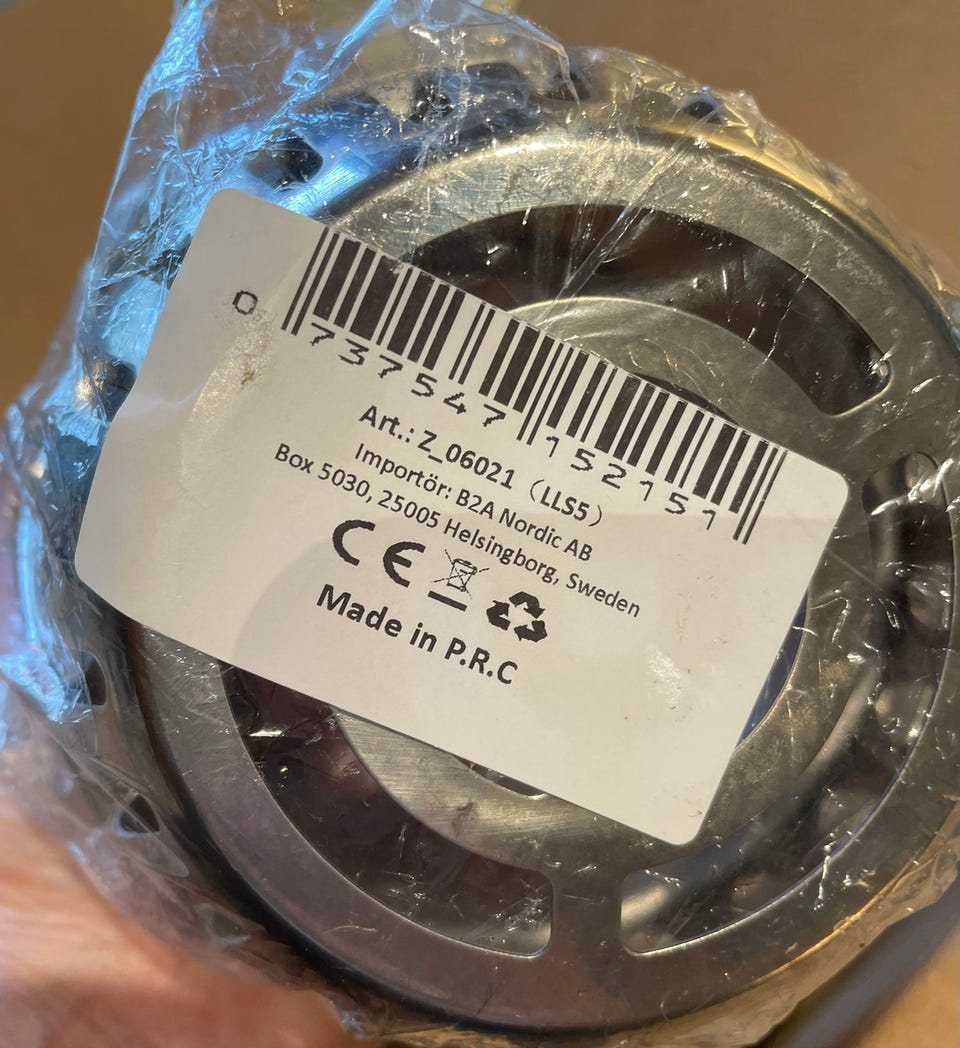 0 737547 152151
Art.: Z_06021 (LLS5)
Importör: B2A Nordic AB
Box 5030, 25005 Helsingborg, Sweden
CE
Made in P.R.C